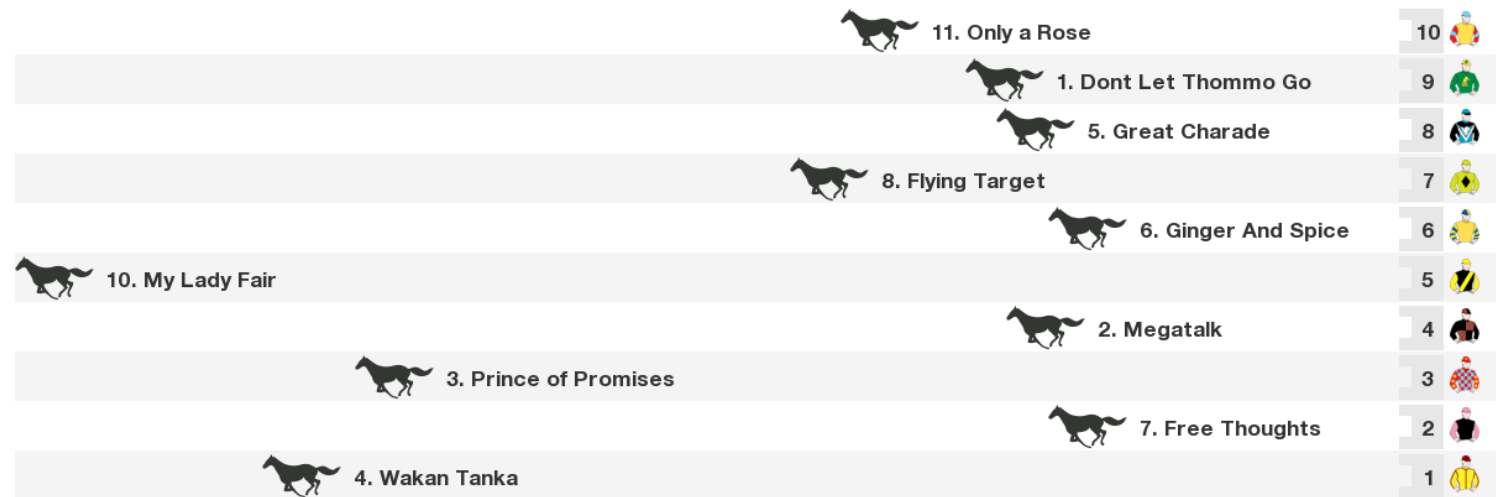 11. Only a Rose 10
1. Dont Let Thommo Go 9
5. Great Charade 8
8. Flying Target 7
6. Ginger And Spice 6
10. My Lady Fair 5
2. Megatalk 4
3. Prince of Promises 3
7. Free Thoughts 2
4. Wakan Tanka 1